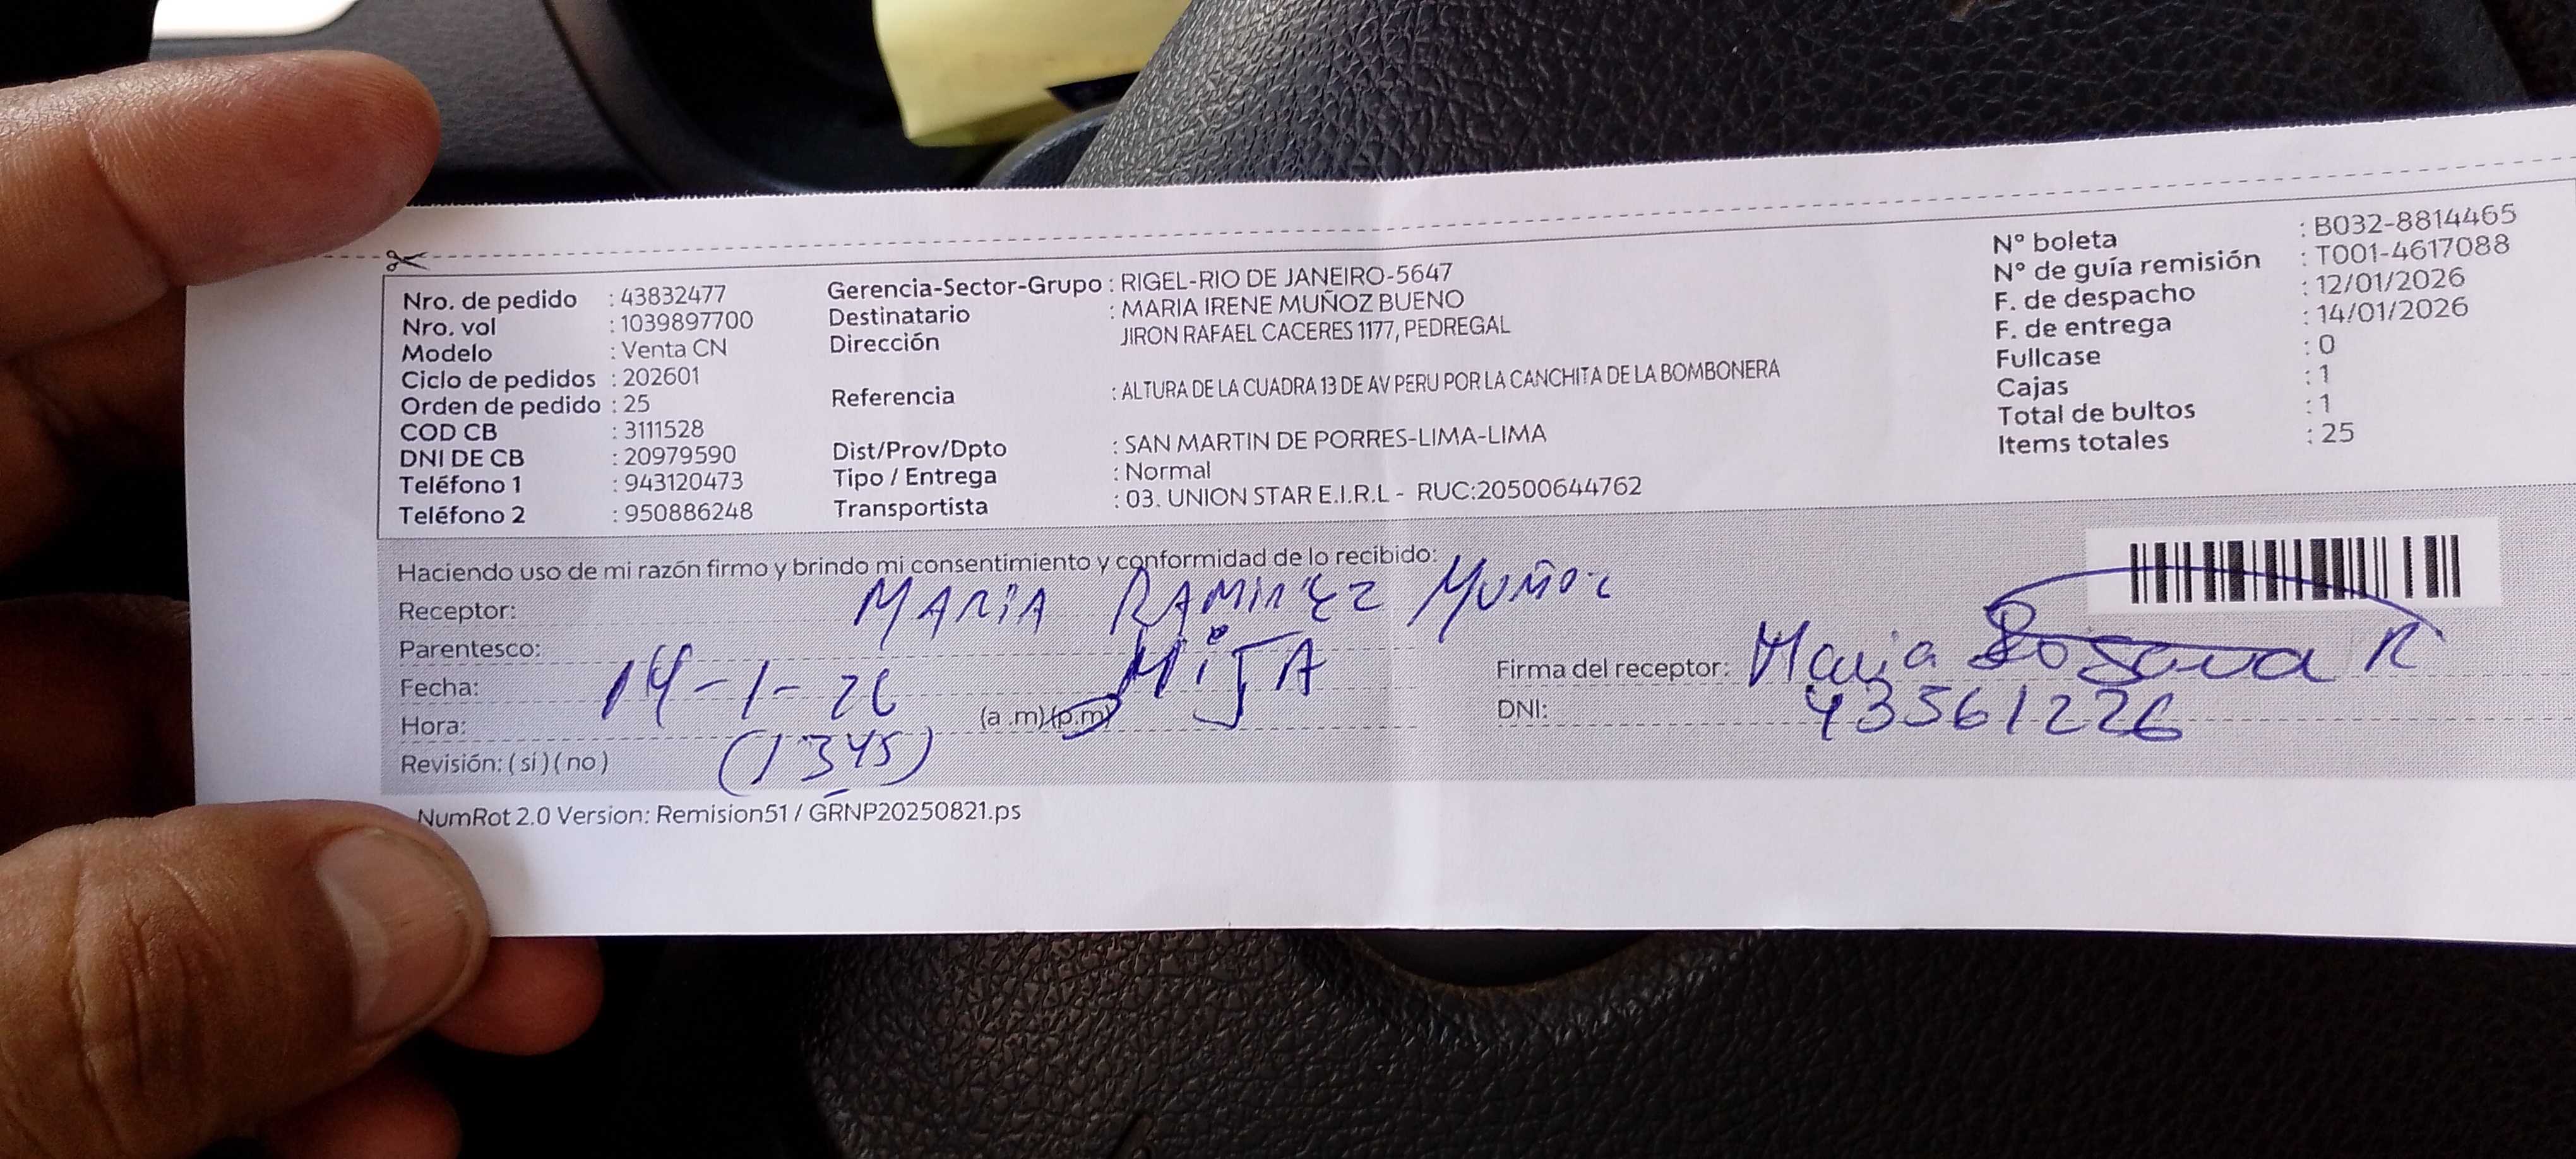 Nro. de pedido : 43832477
Nro. vol : 1039897700
Modelo : Venta CN
Ciclo de pedidos : 202601
Orden de pedido : 25
COD CB : 3111528
DNI DE CB : 20979590
Teléfono 1 : 943120473
Teléfono 2 : 950886248
Gerencia-Sector-Grupo : RIGEL-RIO DE JANEIRO-5647
Destinatario : MARIA IRENE MUÑOZ BUENO
Dirección JIRON RAFAEL CACERES 1177, PEDREGAL
Referencia : ALTURA DE LA CUADRA 13 DE AV PERU POR LA CANCHITA DE LA BOMBONERA
Dist/Prov/Dpto : SAN MARTIN DE PORRES-LIMA-LIMA
Tipo / Entrega : Normal
Transportista : 03. UNION STAR E.I.R.L - RUC:20500644762
N° boleta : B032-8814465
N° de guía remisión : T001-4617088
F. de despacho : 12/01/2026
F. de entrega : 14/01/2026
Fullcase : 0
Cajas : 1
Total de bultos : 1
Items totales : 25
Haciendo uso de mi razón firmo y brindo mi consentimiento y conformidad de lo recibido:
Receptor: MARIA RAMIREZ MUÑOZ
Parentesco: HIJA
Fecha: 14-1-26
Hora: (a.m) (p.m)
(1345)
Revisión: (si) (no)
Firma del receptor: Maria R
DNI: 43561226
NumRot 2.0 Version: Remision51 / GRNP20250821.ps